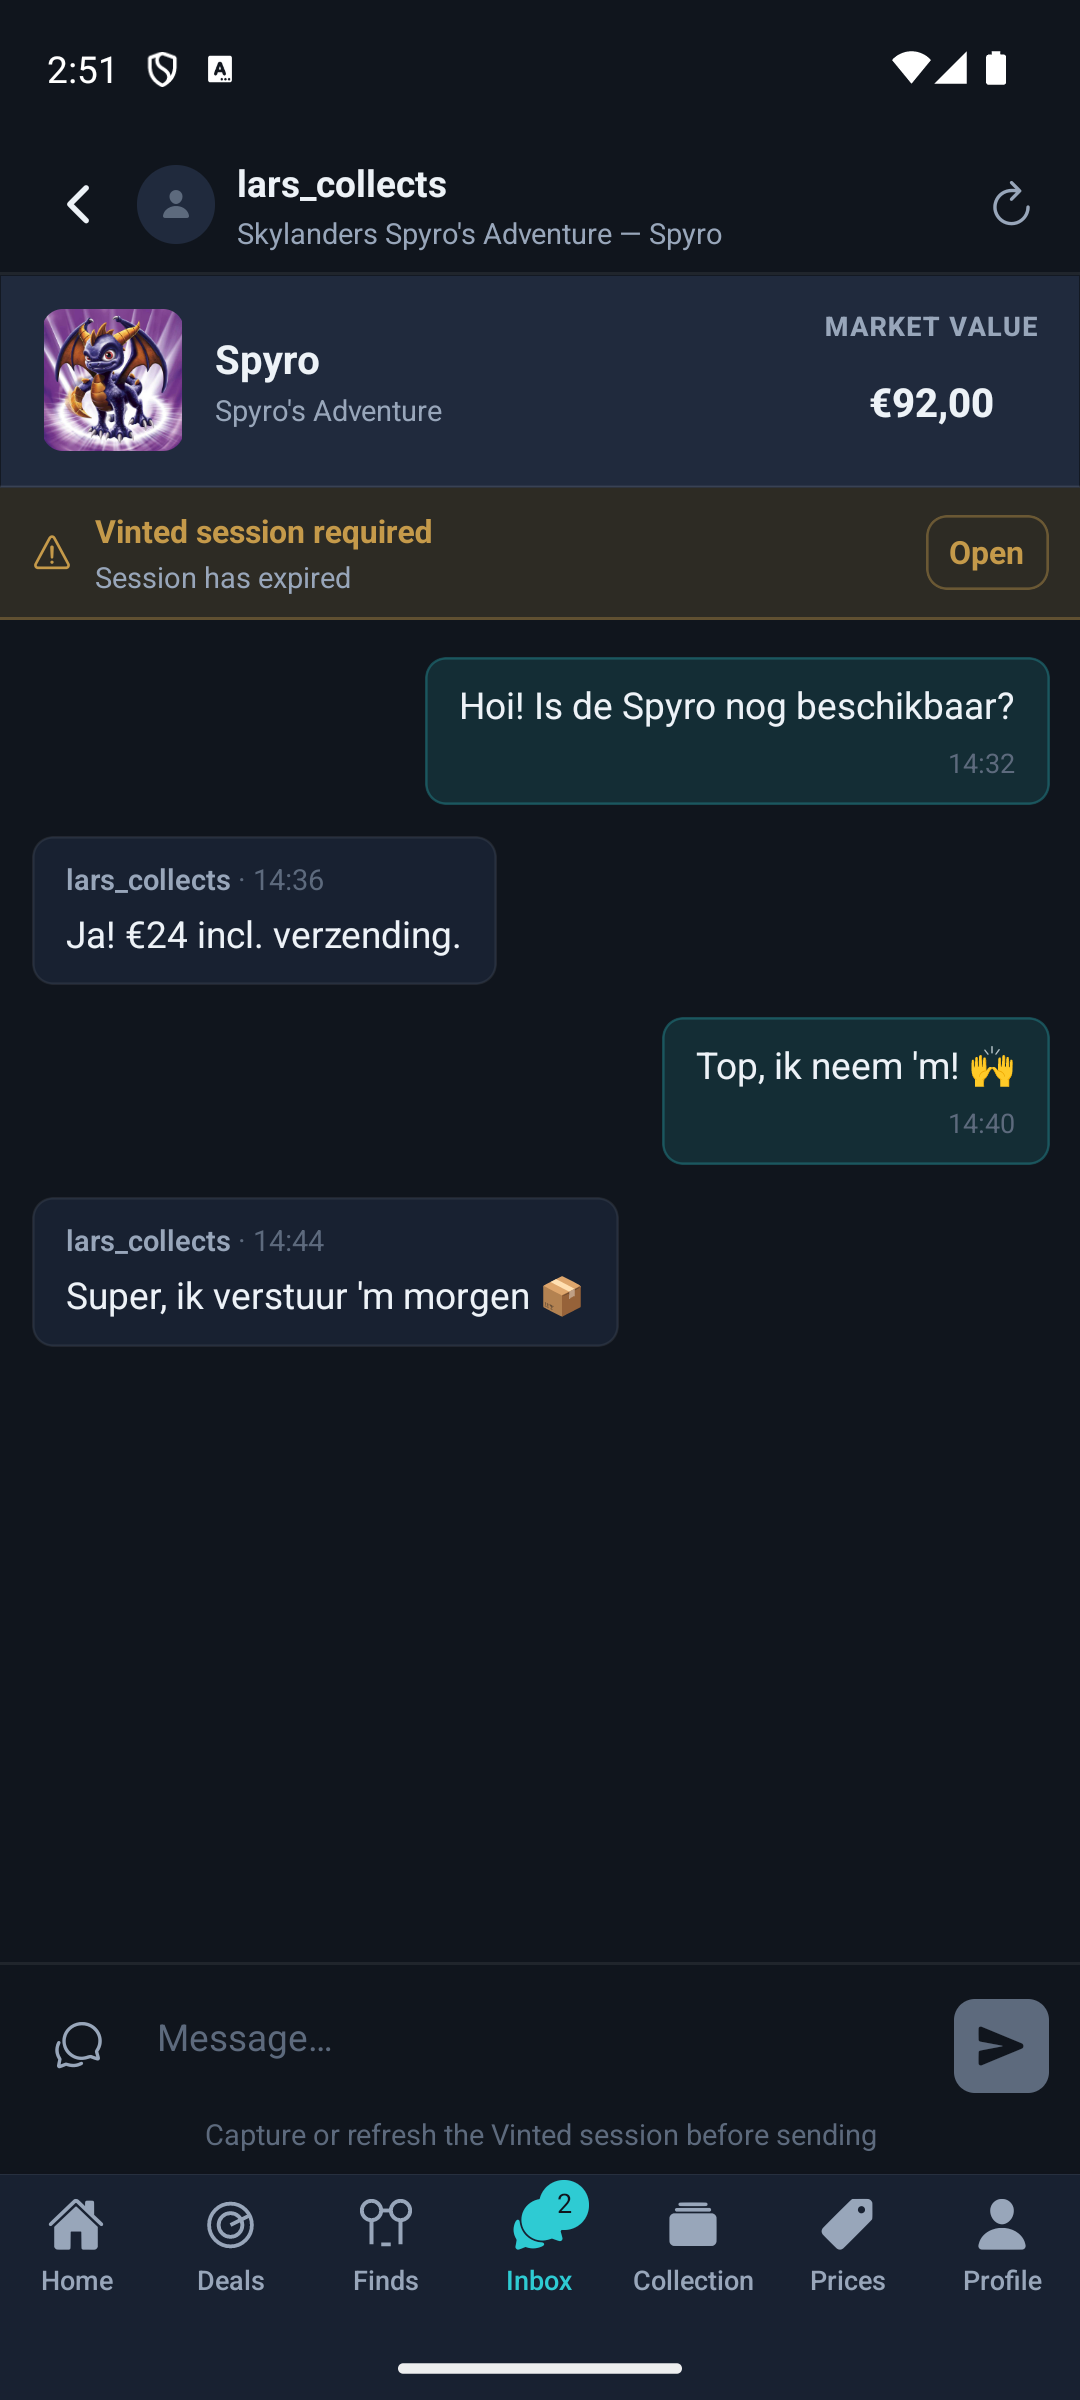 2:51
lars_collects
Skylanders Spyro's Adventure — Spyro
Spyro
Spyro's Adventure
MARKET VALUE
€92,00
Vinted session required
Session has expired
Open
Hoi! Is de Spyro nog beschikbaar?
14:32
lars_collects · 14:36
Ja! €24 incl. verzending.
Top, ik neem 'm! 🙌
14:40
lars_collects · 14:44
Super, ik verstuur 'm morgen 📦
Message…
Capture or refresh the Vinted session before sending
2
Home
Deals
Finds
Inbox
Collection
Prices
Profile